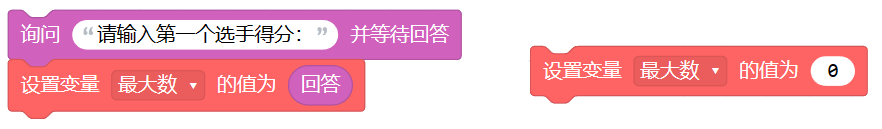 询问 “请输入第一个选手得分：” 并等待回答
设置变量 最大数 的值为 回答
设置变量 最大数 的值为 0